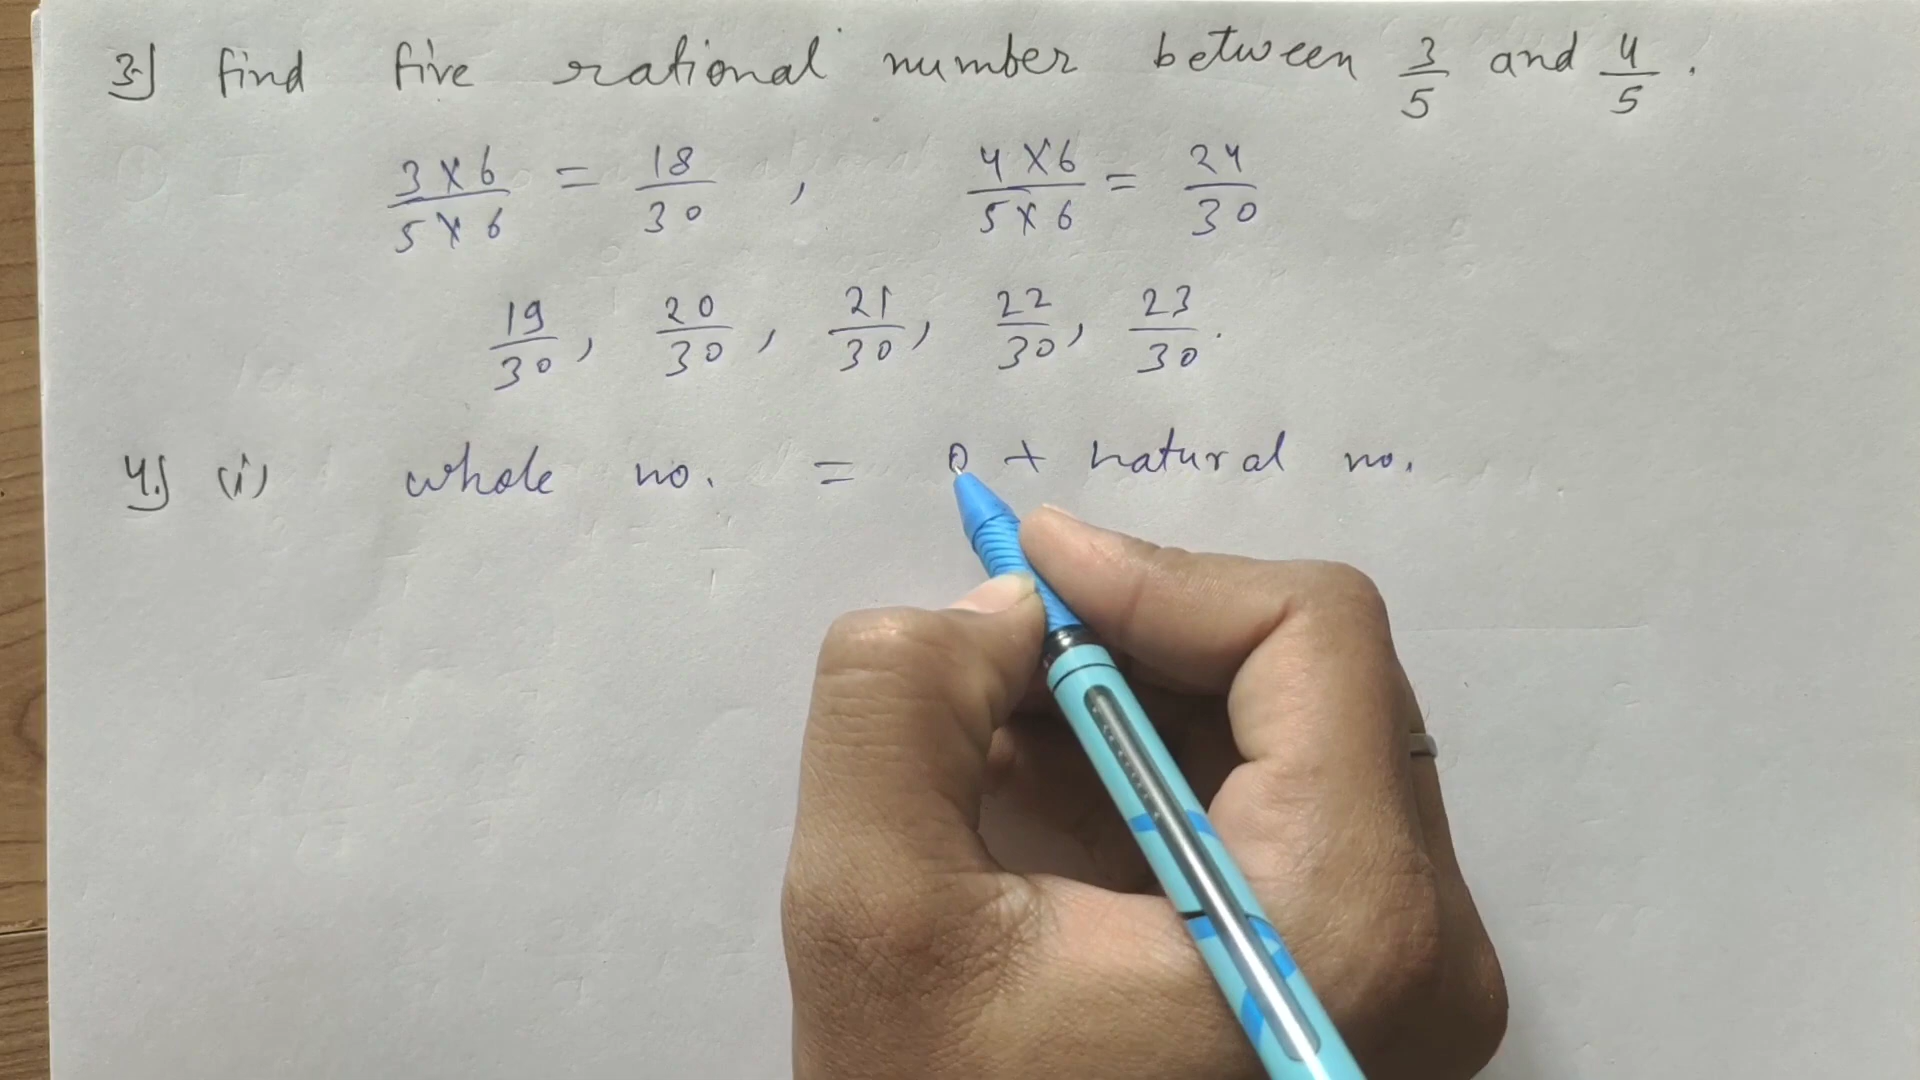 3) find five rational number between 3/5 and 4/5.
3×6/5×6 = 18/30 , 4×6/5×6 = 24/30
19/30, 20/30, 21/30, 22/30, 23/30.
4.) (i) whole no. = 0 + natural no.